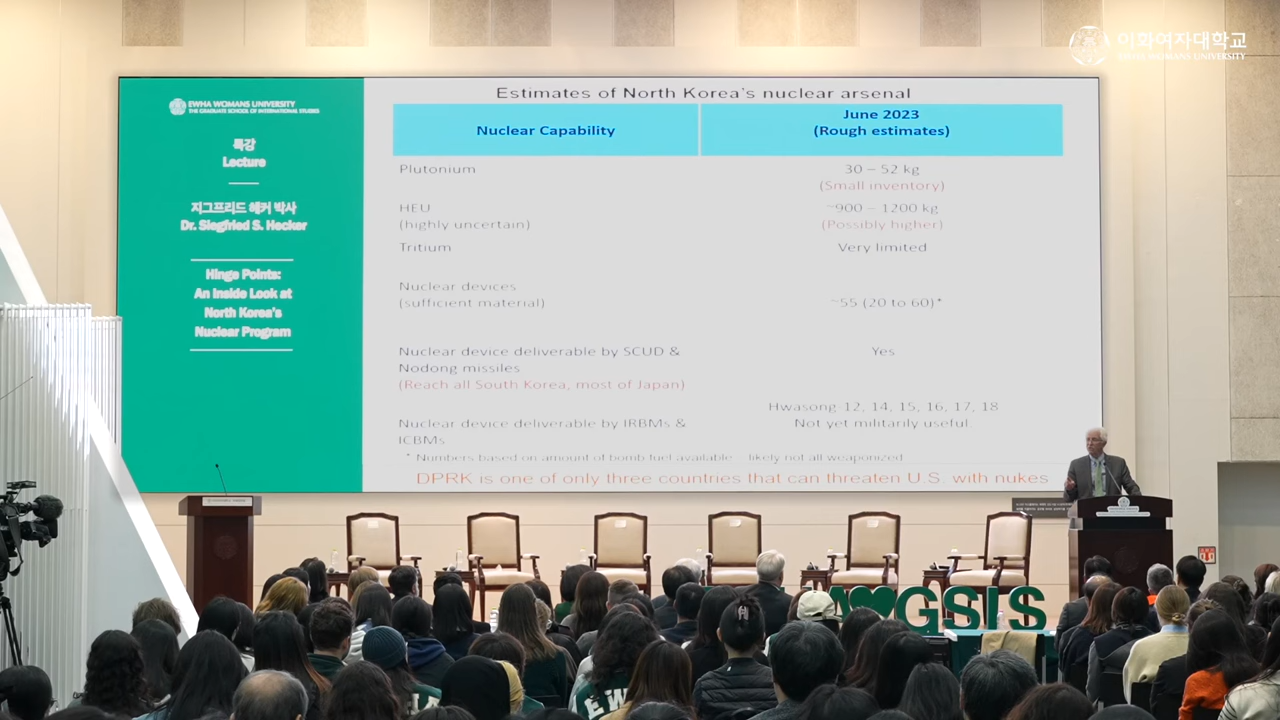 이화여자대학교
EWHA WOMANS UNIVERSITY
EWHA WOMANS UNIVERSITY
THE GRADUATE SCHOOL OF INTERNATIONAL STUDIES
특강
Lecture
지그프리드 헤커 박사
Dr. Siegfried S. Hecker
Hinge Points:
An Inside Look at
North Korea's
Nuclear Program
Estimates of North Korea's nuclear arsenal
Nuclear Capability
June 2023
(Rough estimates)
Plutonium
30 – 52 kg
(Small inventory)
HEU
(highly uncertain)
~900 – 1200 kg
(Possibly higher)
Tritium
Very limited
Nuclear devices
(sufficient material)
~55 (20 to 60)*
Nuclear device deliverable by SCUD &
Nodong missiles
(Reach all South Korea, most of Japan)
Yes
Nuclear device deliverable by IRBMs &
ICBMs
Hwasong-12, 14, 15, 16, 17, 18
Not yet militarily useful.
* Numbers based on amount of bomb fuel available – likely not all weaponized
DPRK is one of only three countries that can threaten U.S. with nukes
GSIS
EW